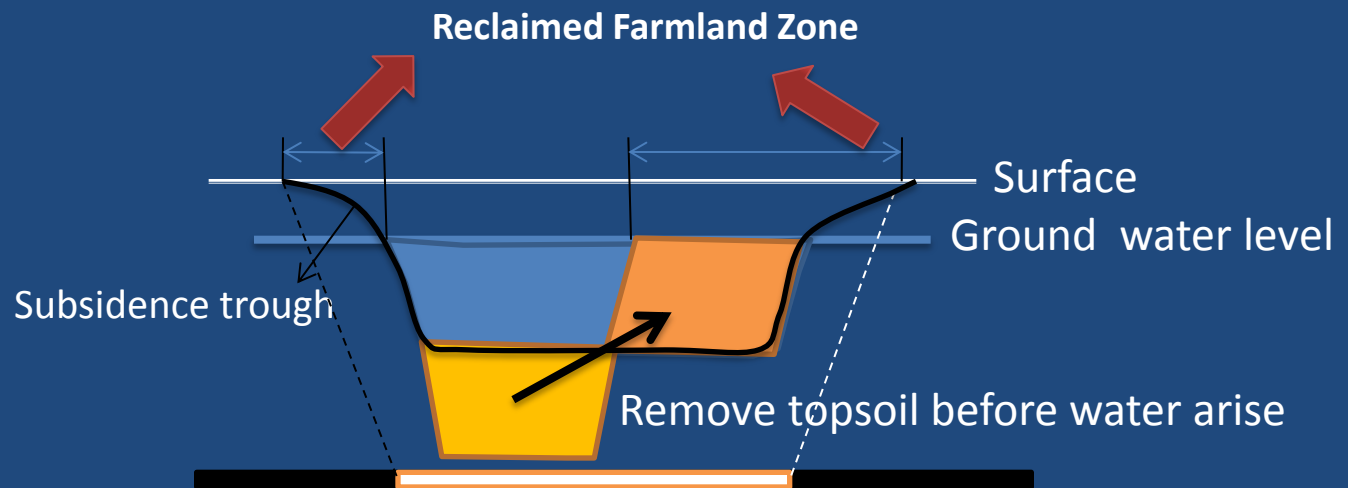 Reclaimed Farmland Zone
Surface
Ground water level
Subsidence trough
Remove topsoil before water arise